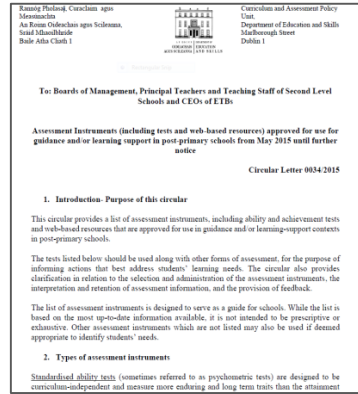 Rannóg Pholasaí, Curaclaim agus
Measúnachta
An Roinn Oideachais agus Scileanna,
Sráid Mhaoilbhríde
Baile Átha Cliath 1
Curriculum and Assessment Policy
Unit,
Department of Education and Skills
Marlborough Street
Dublin 1
To: Boards of Management, Principal Teachers and Teaching Staff of Second Level
Schools and CEOs of ETBs
Assessment Instruments (including tests and web-based resources) approved for use for
guidance and/or learning support in post-primary schools from May 2015 until further
notice
Circular Letter 0034/2015
1. Introduction- Purpose of this circular
This circular provides a list of assessment instruments, including ability and achievement tests
and web-based resources that are approved for use in guidance and/or learning-support contexts
in post-primary schools.
The tests listed below should be used along with other forms of assessment, for the purpose of
informing actions that best address students' learning needs. The circular also provides
clarification in relation to the selection and administration of the assessment instruments, the
interpretation and retention of assessment information, and the provision of feedback.
The list of assessment instruments is designed to serve as a guide for schools. While the list is
based on the most up-to-date information available, it is not intended to be prescriptive or
exhaustive. Other assessment instruments which are not listed may also be used if deemed
appropriate to identify students' needs.
2. Types of assessment instruments
Standardised ability tests (sometimes referred to as psychometric tests) are designed to be
curriculum-independent and measure more enduring and long term traits than the attainment